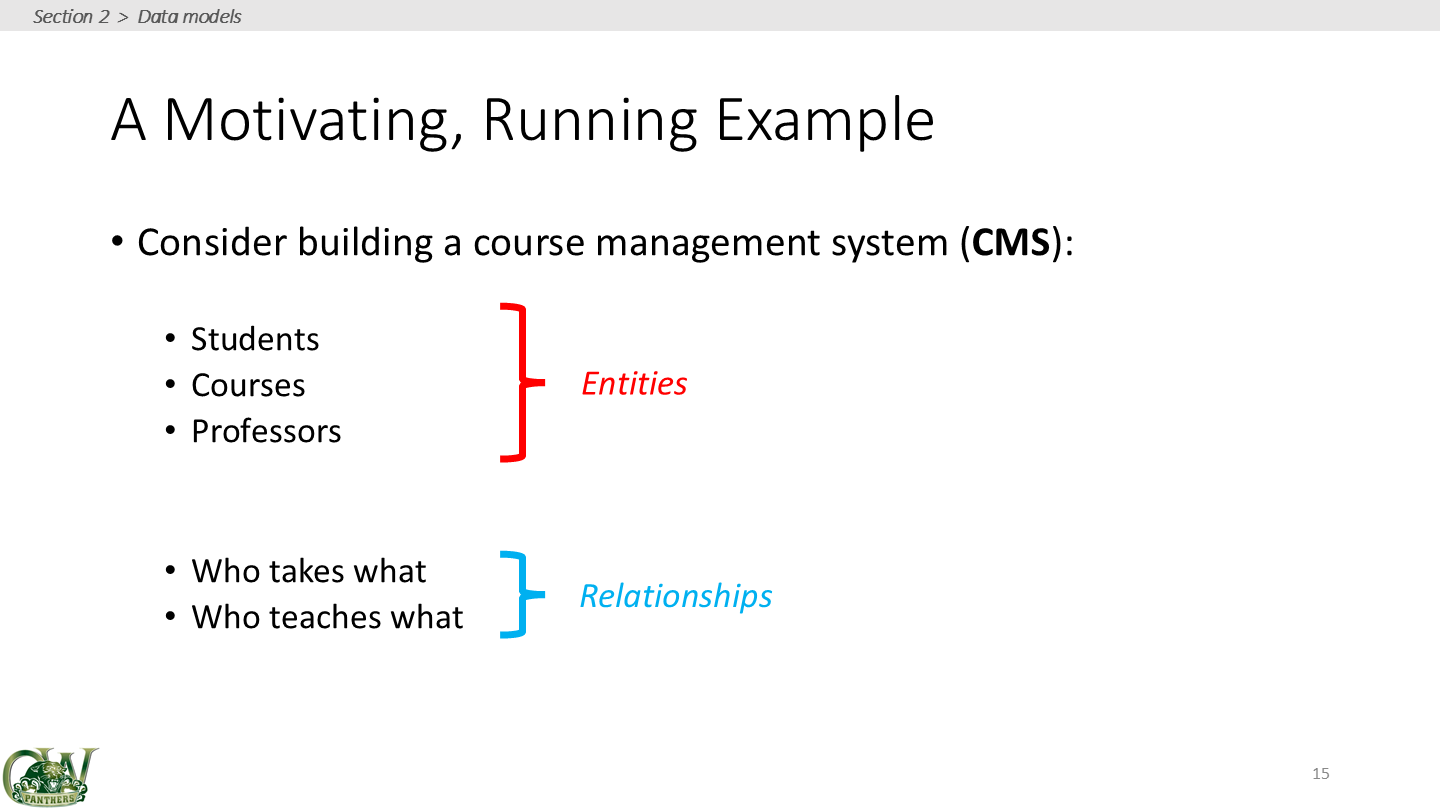 Section 2 > Data models
A Motivating, Running Example
• Consider building a course management system (CMS):
• Students
• Courses
• Professors
Entities
• Who takes what
• Who teaches what
Relationships
CW
PANTHERS
15